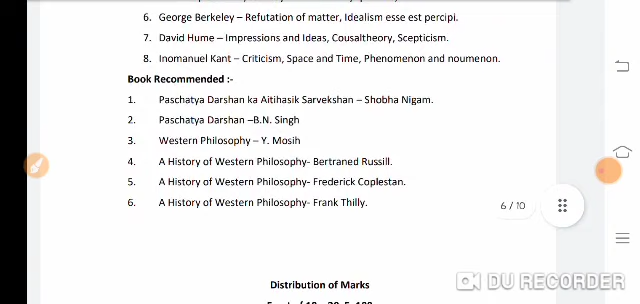 6. George Berkeley – Refutation of matter, Idealism esse est percipi.
7. David Hume – Impressions and Ideas, Cousaltheory, Scepticism.
8. Inomanuel Kant – Criticism, Space and Time, Phenomenon and noumenon.
Book Recommended :-
1. Paschatya Darshan ka Aitihasik Sarvekshan – Shobha Nigam.
2. Paschatya Darshan –B.N. Singh
3. Western Philosophy – Y. Mosih
4. A History of Western Philosophy- Bertraned Russill.
5. A History of Western Philosophy- Frederick Coplestan.
6. A History of Western Philosophy- Frank Thilly.
6 / 10
DU RECORDER
Distribution of Marks